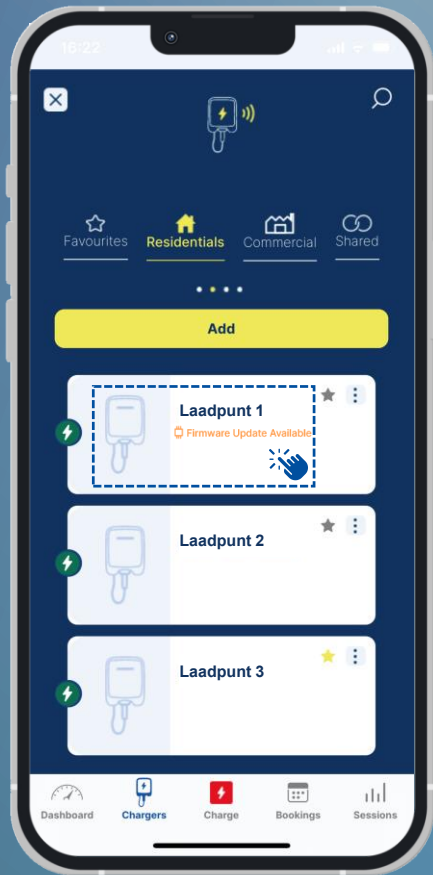 16:22
Favourites
Residentials
Commercial
Shared
Add
Laadpunt 1
Firmware Update Available
Laadpunt 2
Laadpunt 3
Dashboard
Chargers
Charge
Bookings
Sessions